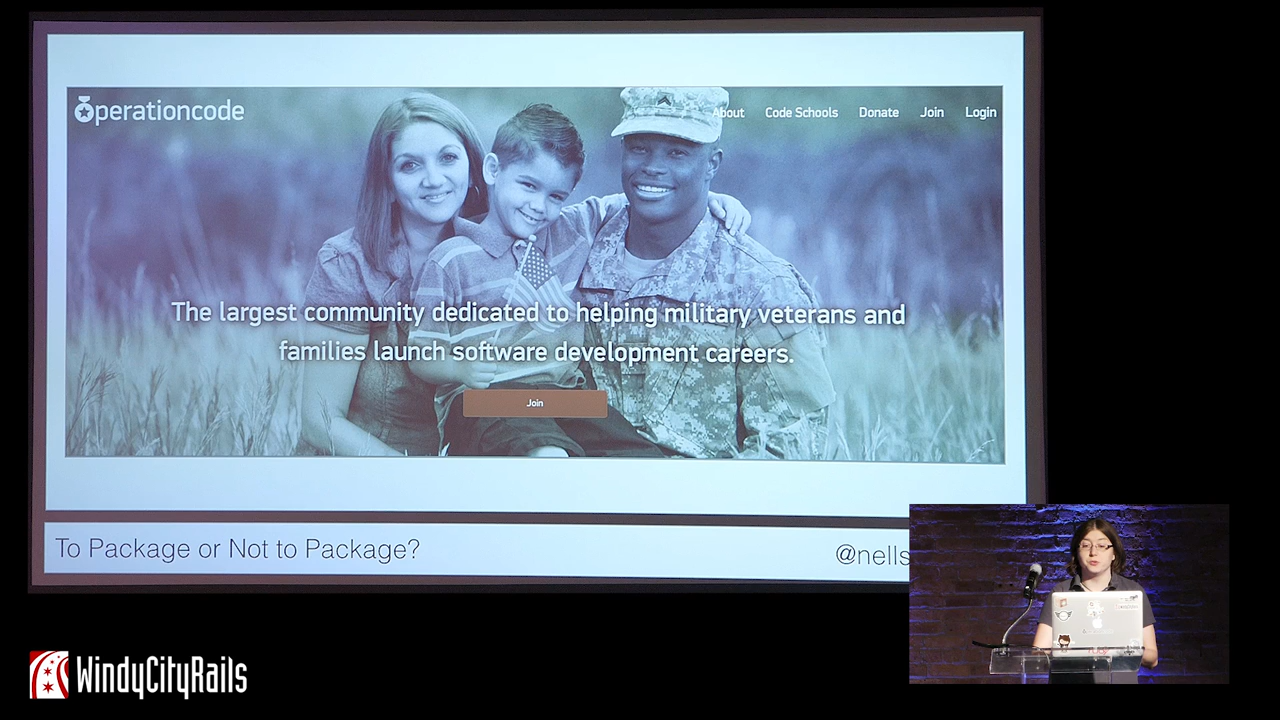 operationcode
About Code Schools Donate Join Login
The largest community dedicated to helping military veterans and
families launch software development careers.
Join
To Package or Not to Package?
@nells
WindyCityRails